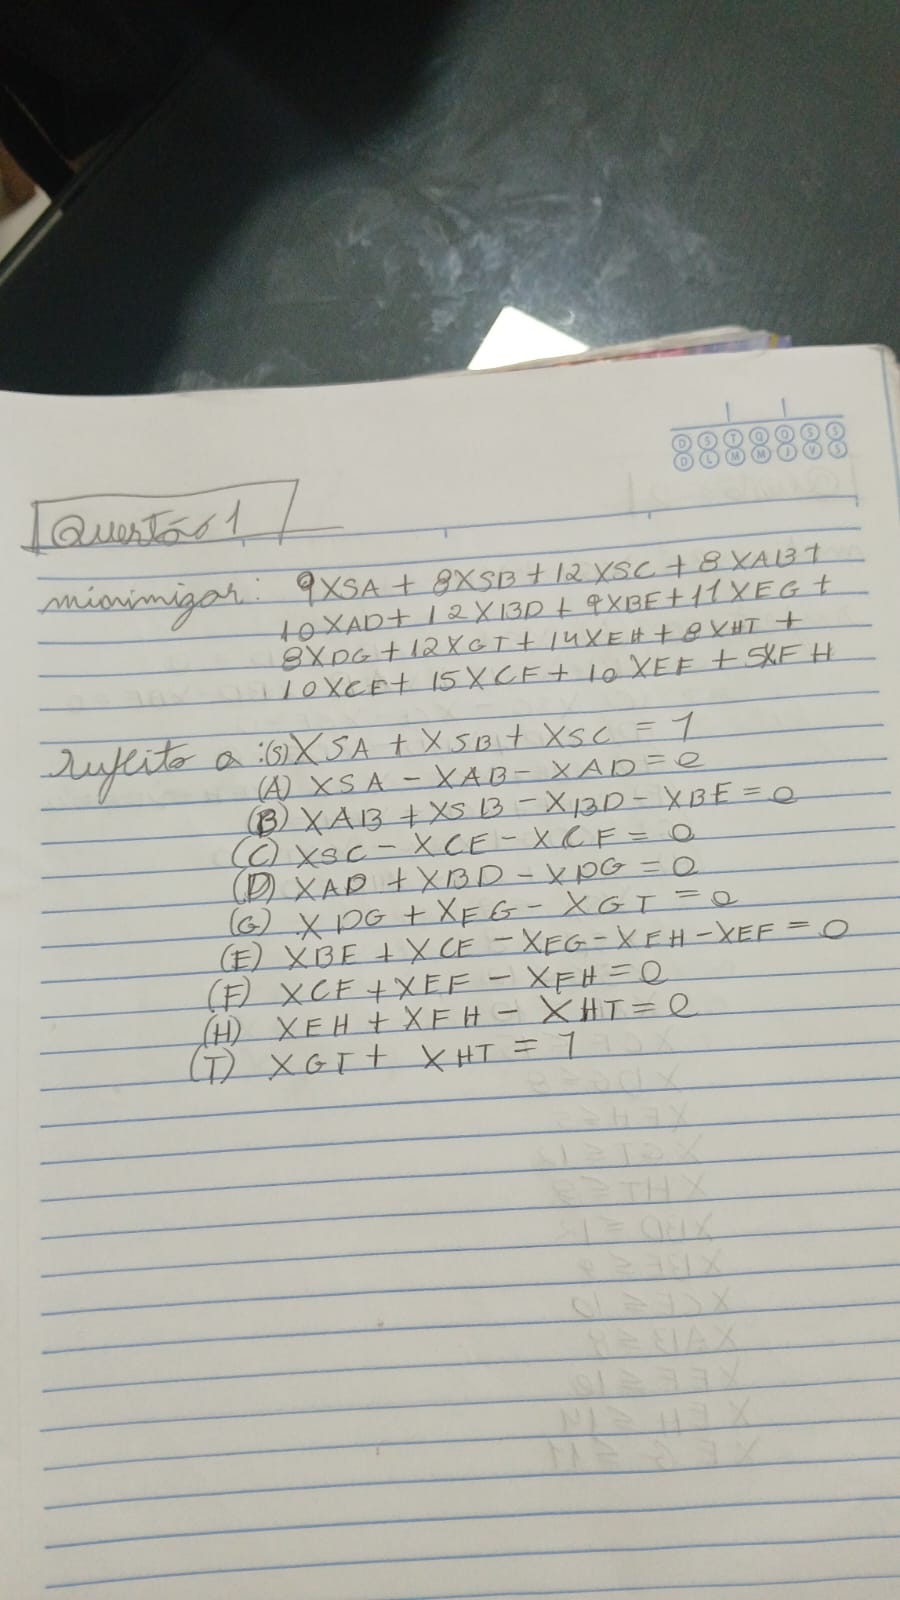 D S T Q Q S S
D L M M J V S
Questão 1
minimizar: 9XSA + 8XSB + 12XSC + 8XAB +
10XAD + 12XBD + 9XBE + 11XEG +
8XDG + 12XGT + 14XEH + 8XHT +
10XCE + 15XCF + 10XEF + 5XFH
sujeito a: (S) XSA + XSB + XSC = 1
(A) XSA - XAB - XAD = 0
(B) XAB + XSB - XBD - XBE = 0
(C) XSC - XCE - XCF = 0
(D) XAD + XBD - XDG = 0
(G) XDG + XEG - XGT = 0
(E) XBE + XCE - XEG - XEH - XEF = 0
(F) XCF + XEF - XFH = 0
(H) XEH + XFH - XHT = 0
(T) XGT + XHT = 1